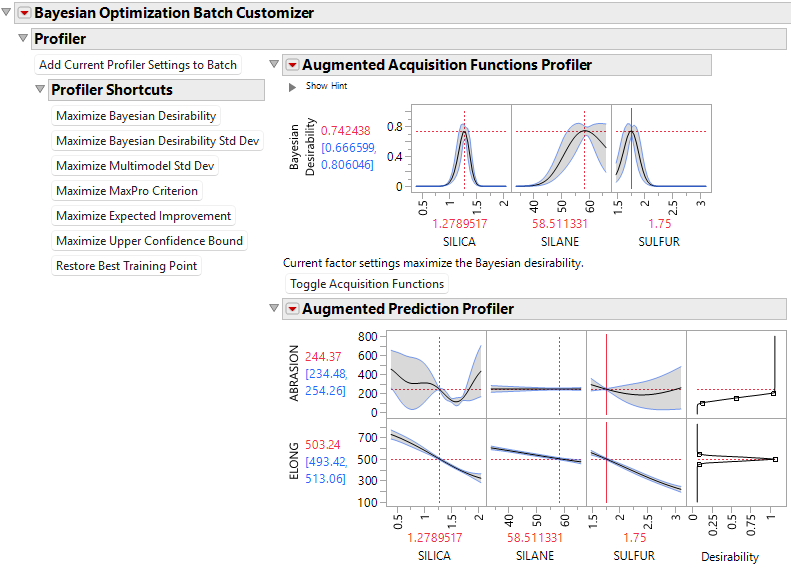 Bayesian Optimization Batch Customizer
Profiler
Add Current Profiler Settings to Batch
Profiler Shortcuts
Maximize Bayesian Desirability
Maximize Bayesian Desirability Std Dev
Maximize Multimodel Std Dev
Maximize MaxPro Criterion
Maximize Expected Improvement
Maximize Upper Confidence Bound
Restore Best Training Point
Augmented Acquisition Functions Profiler
Show Hint
Bayesian
Desirability
0.742438
[0.666599,
0.806046]
0.8
0.4
0
0.5 1 1.5 2 40 50 60 1.5 2 2.5 3
1.2789517 58.511331 1.75
SILICA SILANE SULFUR
Current factor settings maximize the Bayesian desirability.
Toggle Acquisition Functions
Augmented Prediction Profiler
ABRASION
244.37
[234.48,
254.26]
800
600
400
200
0
ELONG
503.24
[493.42,
513.06]
700
500
300
100
0.5 1 1.5 2 40 50 60 1.5 2 2.5 3 0 0.25 0.5 0.75 1
1.2789517 58.511331 1.75
SILICA SILANE SULFUR Desirability